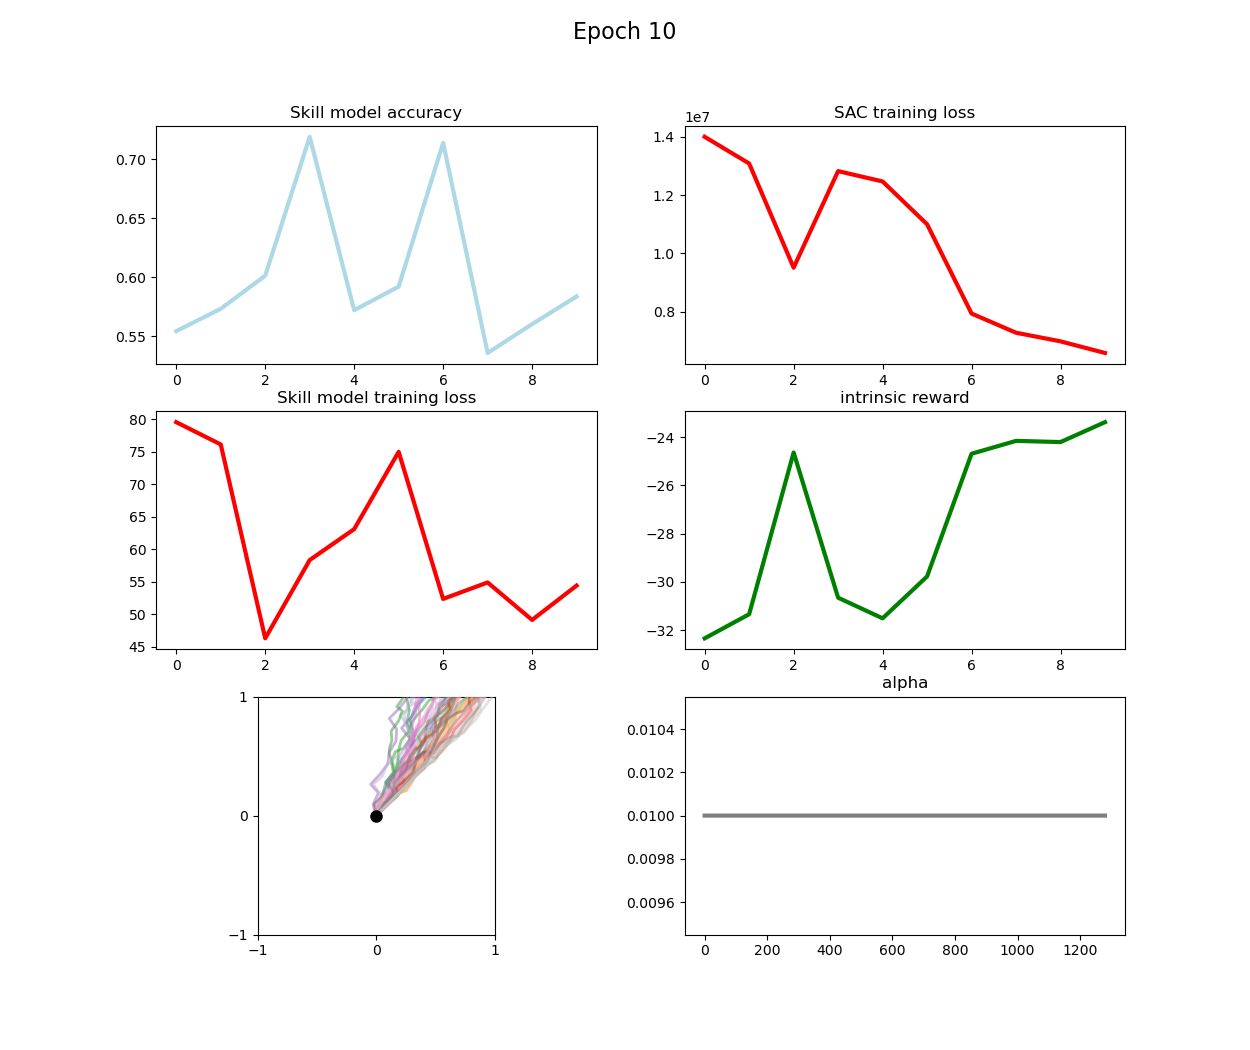 Epoch 10
Skill model accuracy
0.70
0.65
0.60
0.55
0 2 4 6 8
SAC training loss
1e7
1.4
1.2
1.0
0.8
0 2 4 6 8
Skill model training loss
80
75
70
65
60
55
50
45
0 2 4 6 8
intrinsic reward
−24
−26
−28
−30
−32
0 2 4 6 8
1
0
−1
−1 0 1
alpha
0.0104
0.0102
0.0100
0.0098
0.0096
0 200 400 600 800 1000 1200